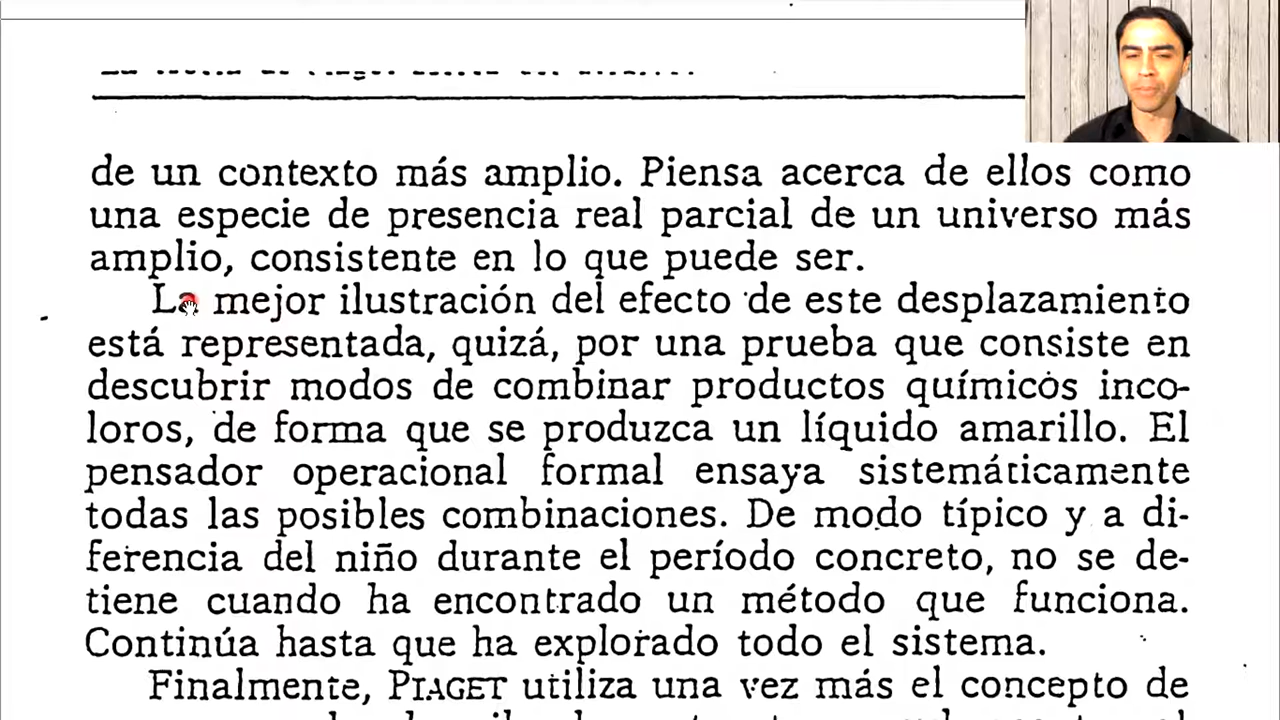 de un contexto más amplio. Piensa acerca de ellos como
una especie de presencia real parcial de un universo más
amplio, consistente en lo que puede ser.
La mejor ilustración del efecto de este desplazamiento
está representada, quizá, por una prueba que consiste en
descubrir modos de combinar productos químicos inco-
loros, de forma que se produzca un líquido amarillo. El
pensador operacional formal ensaya sistemáticamente
todas las posibles combinaciones. De modo típico y a di-
ferencia del niño durante el período concreto, no se de-
tiene cuando ha encontrado un método que funciona.
Continúa hasta que ha explorado todo el sistema.
Finalmente, PIAGET utiliza una vez más el concepto de